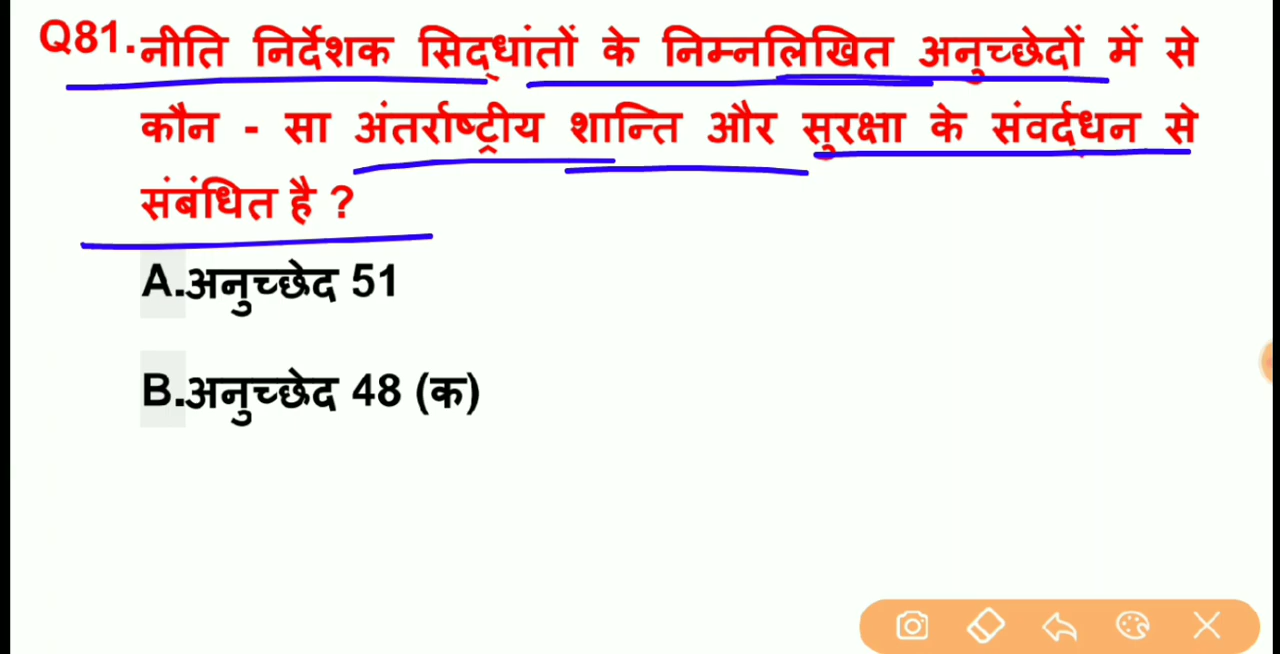 Q81.नीति निर्देशक सिद्धांतों के निम्नलिखित अनुच्छेदों में से
कौन - सा अंतर्राष्ट्रीय शान्ति और सुरक्षा के संवर्द्धन से
संबंधित है ?
A.अनुच्छेद 51
B.अनुच्छेद 48 (क)